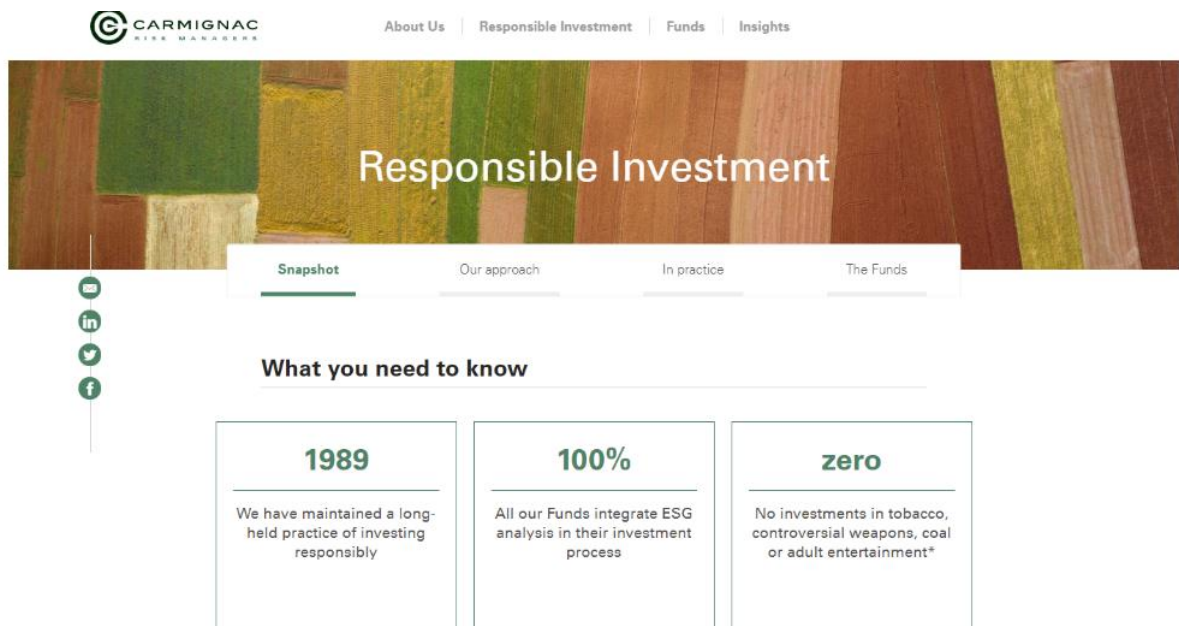 CARMIGNAC
RISK MANAGERS
About Us
Responsible Investment
Funds
Insights
Responsible Investment
Snapshot
Our approach
In practice
The Funds
What you need to know
1989
We have maintained a long-
held practice of investing
responsibly
100%
All our Funds integrate ESG
analysis in their investment
process
zero
No investments in tobacco,
controversial weapons, coal
or adult entertainment*